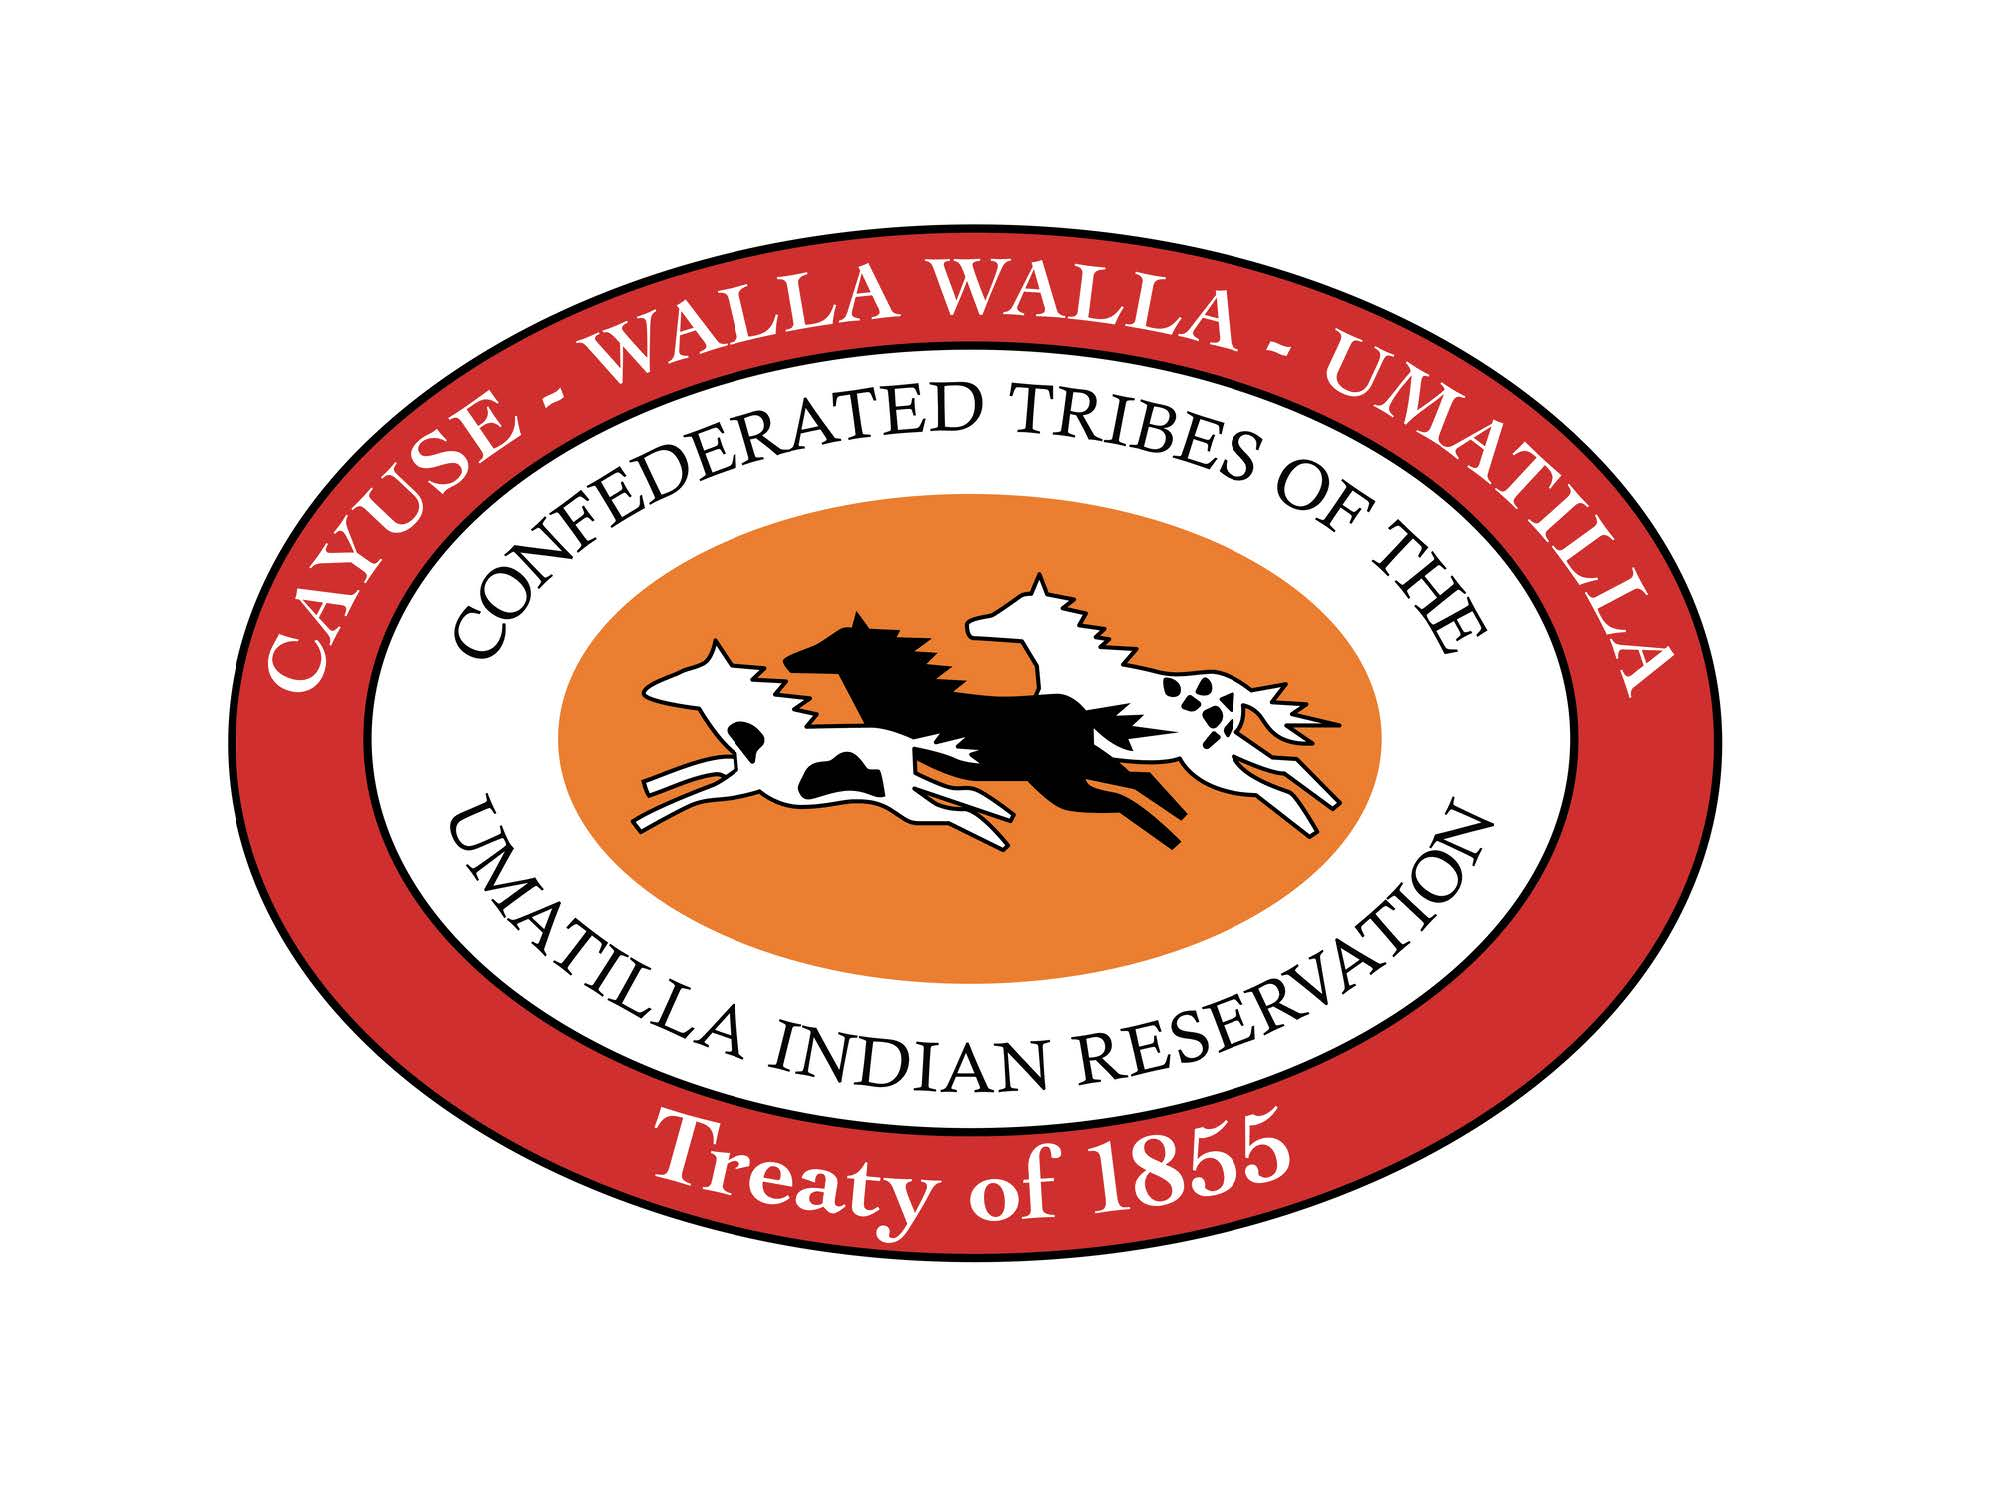 CAYUSE - WALLA WALLA - UMATILLA
CONFEDERATED TRIBES OF THE
UMATILLA INDIAN RESERVATION
Treaty of 1855